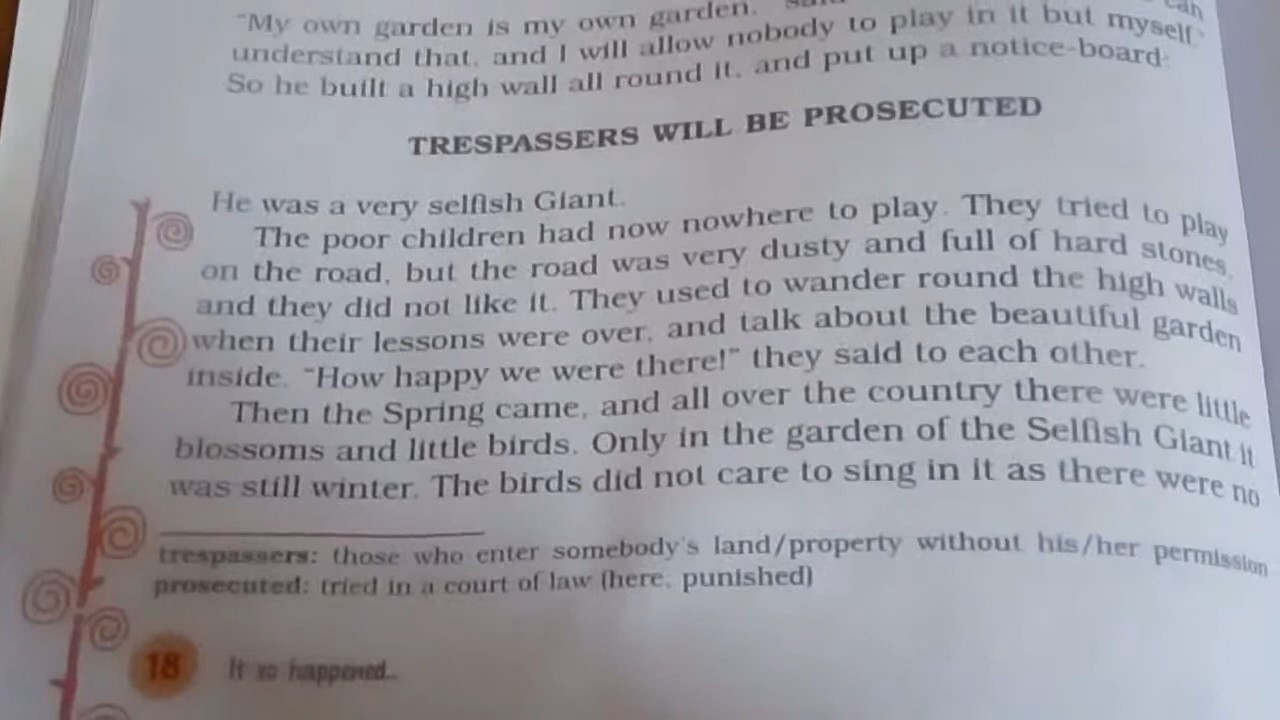 "My own garden is my own garden,
can
understand that, and I will allow nobody to play in it but myself."
So he built a high wall all round it, and put up a notice-board:
TRESPASSERS WILL BE PROSECUTED
He was a very selfish Giant.
The poor children had now nowhere to play. They tried to play
on the road, but the road was very dusty and full of hard stones,
and they did not like it. They used to wander round the high walls
when their lessons were over, and talk about the beautiful garden
inside. "How happy we were there!" they said to each other.
Then the Spring came, and all over the country there were little
blossoms and little birds. Only in the garden of the Selfish Giant it
was still winter. The birds did not care to sing in it as there were no
trespassers: those who enter somebody's land/property without his/her permission
prosecuted: tried in a court of law (here, punished)
18 It so happened...